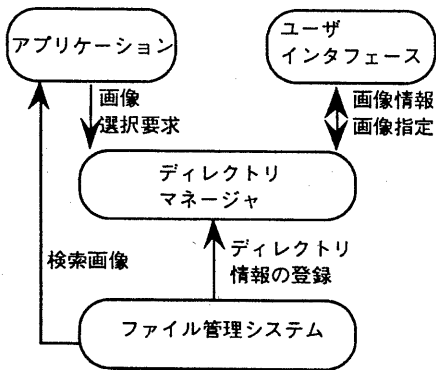 アプリケーション
ユーザ
インタフェース
画像
選択要求
画像情報
画像指定
ディレクトリ
マネージャ
検索画像
ディレクトリ
情報の登録
ファイル管理システム